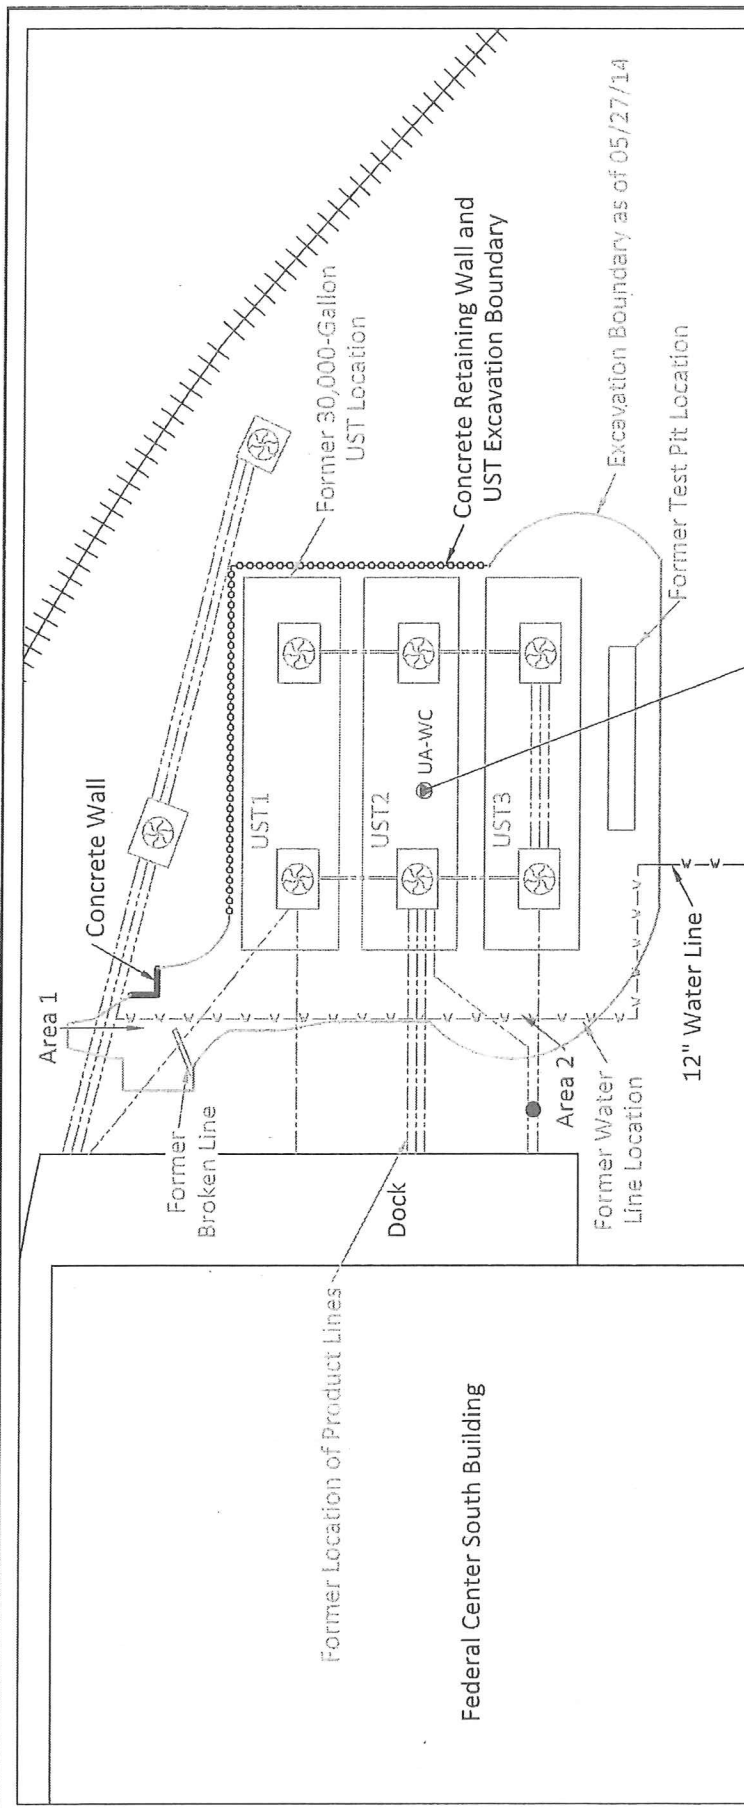 Area 1
Concrete Wall
Former
Broken Line
Former 30,000-Gallon
UST Location
UST1
Former Location of Product Lines
Dock
UST2
UA-WC
Concrete Retaining Wall and
UST Excavation Boundary
UST3
Federal Center South Building
Area 2
Excavation Boundary as of 05/27/14
Former Water
Line Location
Former Test Pit Location
12" Water Line